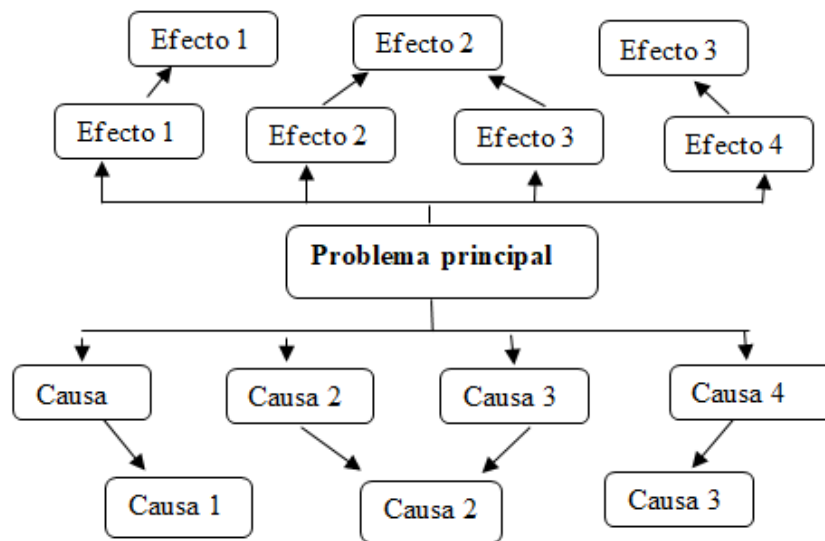 Efecto 1
Efecto 2
Efecto 3
Efecto 1
Efecto 2
Efecto 3
Efecto 4
Problema principal
Causa
Causa 2
Causa 3
Causa 4
Causa 1
Causa 2
Causa 3